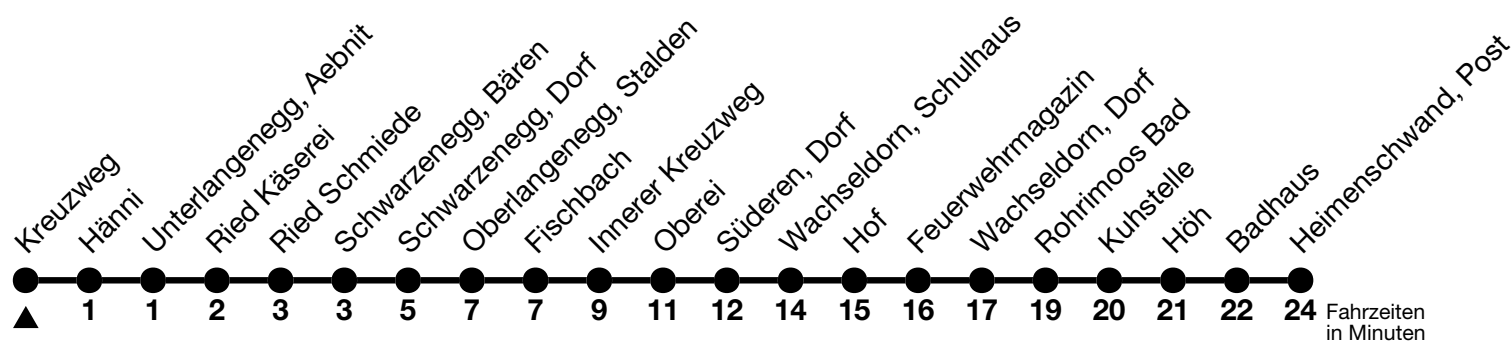 Kreuzweg
Hänni
Unterlangenegg, Aebnit
Ried Käserei
Ried Schmiede
Schwarzenegg, Bären
Schwarzenegg, Dorf
Oberlangenegg, Stalden
Fischbach
Innerer Kreuzweg
Oberei
Süderen, Dorf
Wachseldorn, Schulhaus
Hof
Feuerwehrmagazin
Wachseldorn, Dorf
Rohrimoos Bad
Kuhstelle
Höh
Badhaus
Heimenschwand, Post
1 1 2 3 3 5 7 7 9 11 12 14 15 16 17 19 20 21 22 24
Fahrzeiten
in Minuten